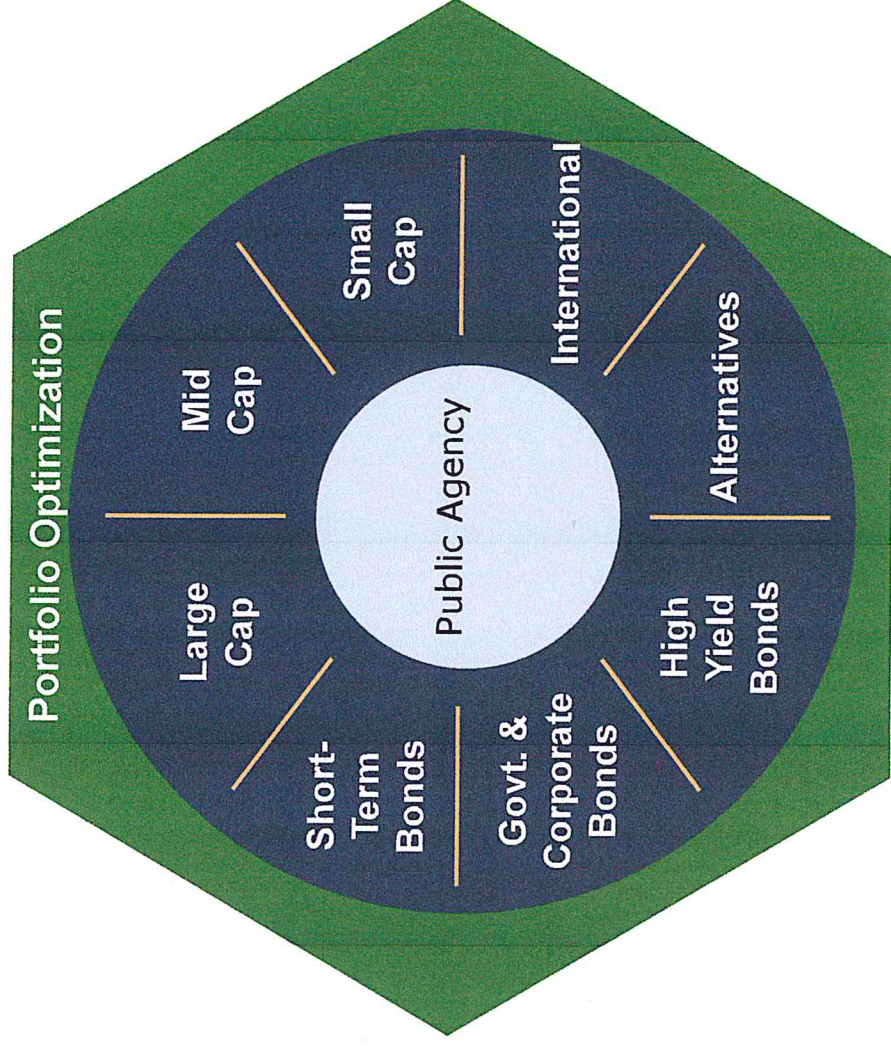 Portfolio Optimization
Large
Cap
Mid
Cap
Small
Cap
International
Alternatives
High
Yield
Bonds
Govt. &
Corporate
Bonds
Short-
Term
Bonds
Public Agency